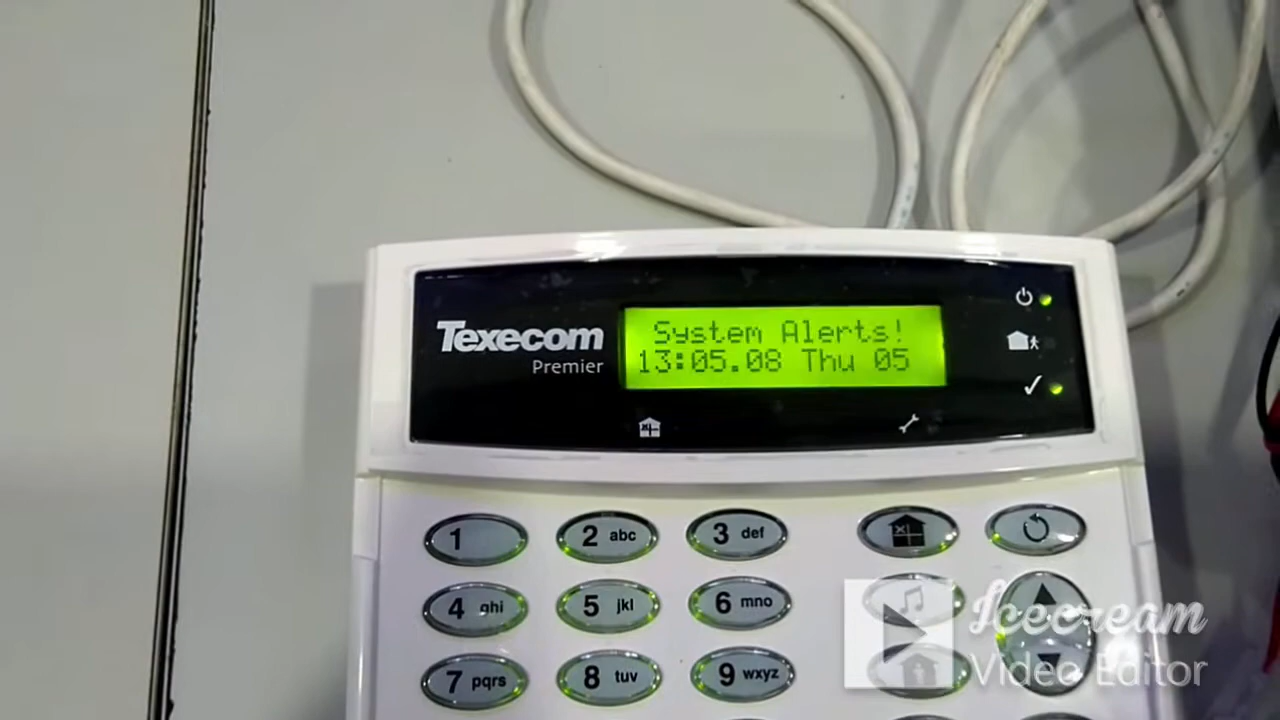 Texecom
Premier
System Alerts!
13:05.08 Thu 05
1
2 abc
3 def
4 ghi
5 jkl
6 mno
7 pqrs
8 tuv
9 wxyz
Icecream
Video Editor